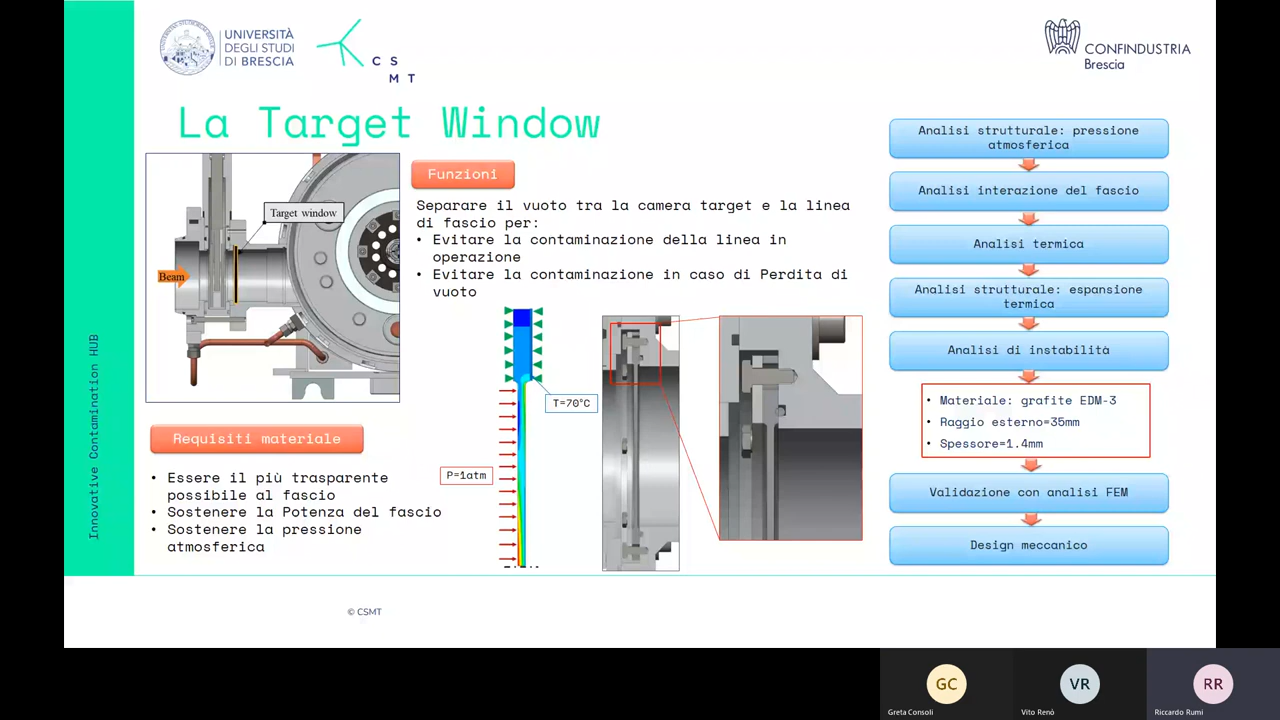 UNIVERSITÀ
DEGLI STUDI
DI BRESCIA
C S
M T
CONFINDUSTRIA
Brescia
La Target Window
Target window
Beam
Funzioni
Separare il vuoto tra la camera target e la linea
di fascio per:
• Evitare la contaminazione della linea in
operazione
• Evitare la contaminazione in caso di Perdita di
vuoto
T=70°C
P=1atm
Requisiti materiale
• Essere il più trasparente
possibile al fascio
• Sostenere la Potenza del fascio
• Sostenere la pressione
atmosferica
Analisi strutturale: pressione
atmosferica
Analisi interazione del fascio
Analisi termica
Analisi strutturale: espansione
termica
Analisi di instabilità
• Materiale: grafite EDM-3
• Raggio esterno=35mm
• Spessore=1.4mm
Validazione con analisi FEM
Design meccanico
Innovative Contamination HUB
© CSMT
GC
Greta Consoli
VR
Vito Renò
RR
Riccardo Rumi